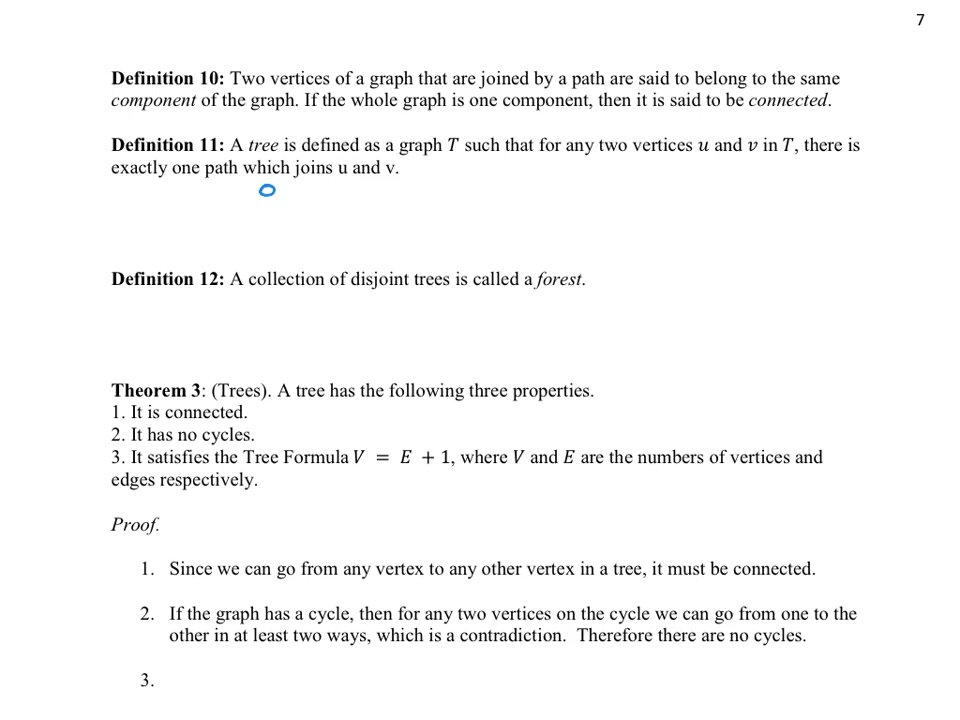 7
Definition 10: Two vertices of a graph that are joined by a path are said to belong to the same
component of the graph. If the whole graph is one component, then it is said to be connected.
Definition 11: A tree is defined as a graph T such that for any two vertices u and v in T, there is
exactly one path which joins u and v.
Definition 12: A collection of disjoint trees is called a forest.
Theorem 3: (Trees). A tree has the following three properties.
1. It is connected.
2. It has no cycles.
3. It satisfies the Tree Formula V = E + 1, where V and E are the numbers of vertices and
edges respectively.
Proof.
1. Since we can go from any vertex to any other vertex in a tree, it must be connected.
2. If the graph has a cycle, then for any two vertices on the cycle we can go from one to the
other in at least two ways, which is a contradiction. Therefore there are no cycles.
3.